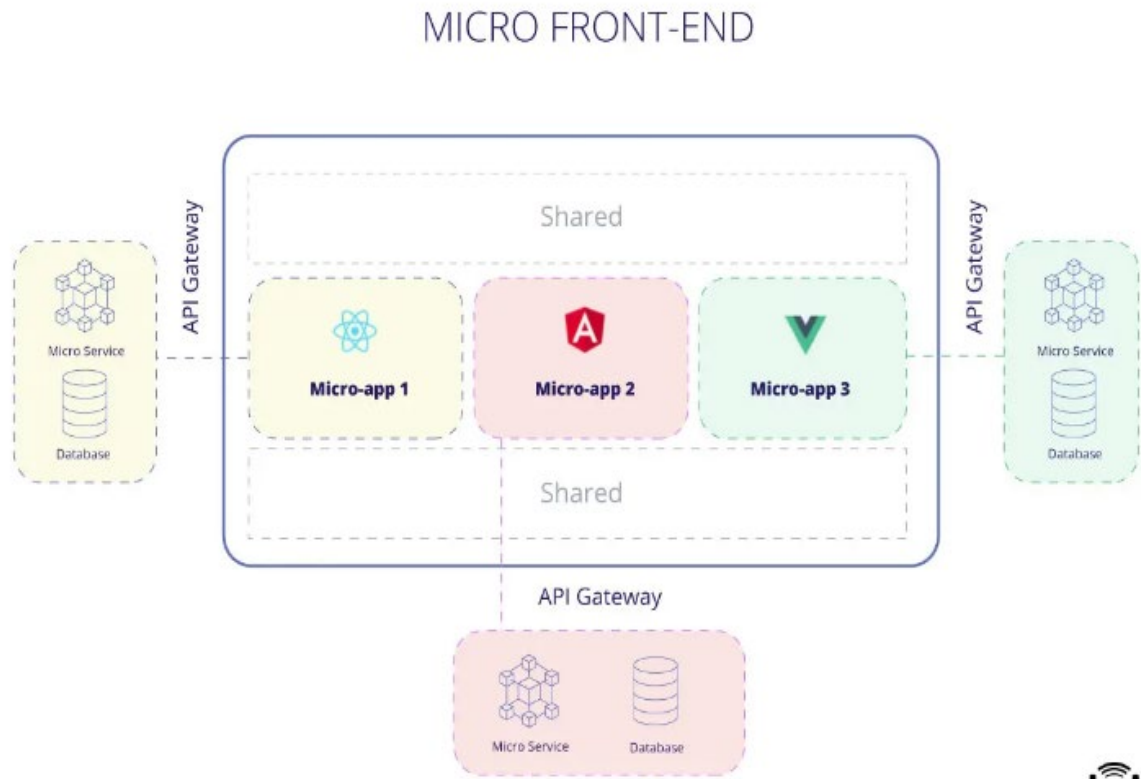 MICRO FRONT-END
Shared
API Gateway
API Gateway
Micro Service
Database
Micro-app 1
A
Micro-app 2
Micro-app 3
Micro Service
Database
Shared
API Gateway
Micro Service
Database